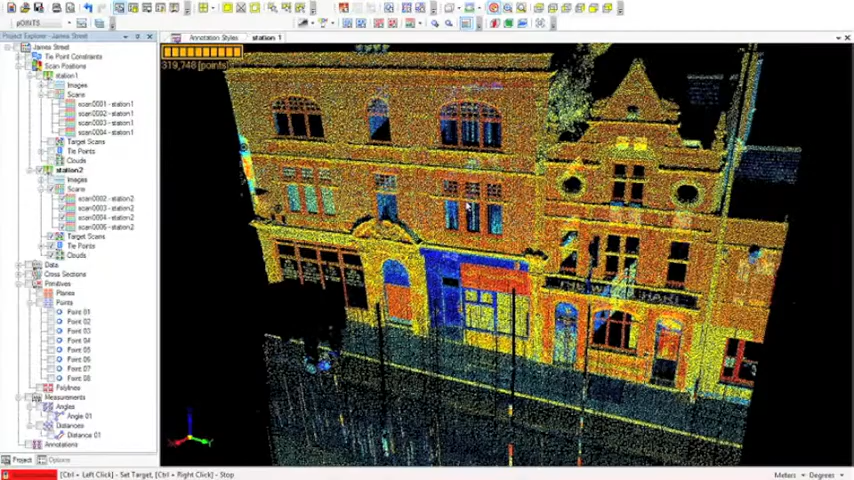 pOINTS
Annotation Styles
station 1
Project Explorer - James Street
319,748 [points]
James Street
Tie Point Constraints
Scan Positions
station1
Images
Scans
scan0001 - station1
scan0002 - station1
scan0003 - station1
scan0004 - station1
Target Scans
Tie Points
Clouds
station2
Images
Scans
scan0002 - station2
scan0003 - station2
scan0004 - station2
scan0005 - station2
Target Scans
Tie Points
Clouds
Data
Cross Sections
Primitives
Planes
Points
Point 01
Point 02
Point 03
Point 04
Point 05
Point 06
Point 07
Point 08
Polylines
Measurements
Angles
Angle 01
Distances
Distance 01
Annotations
THE W
Project
Options
[Ctrl + Left Click] - Set Target, [Ctrl + Right Click] - Stop
Meters
Degrees